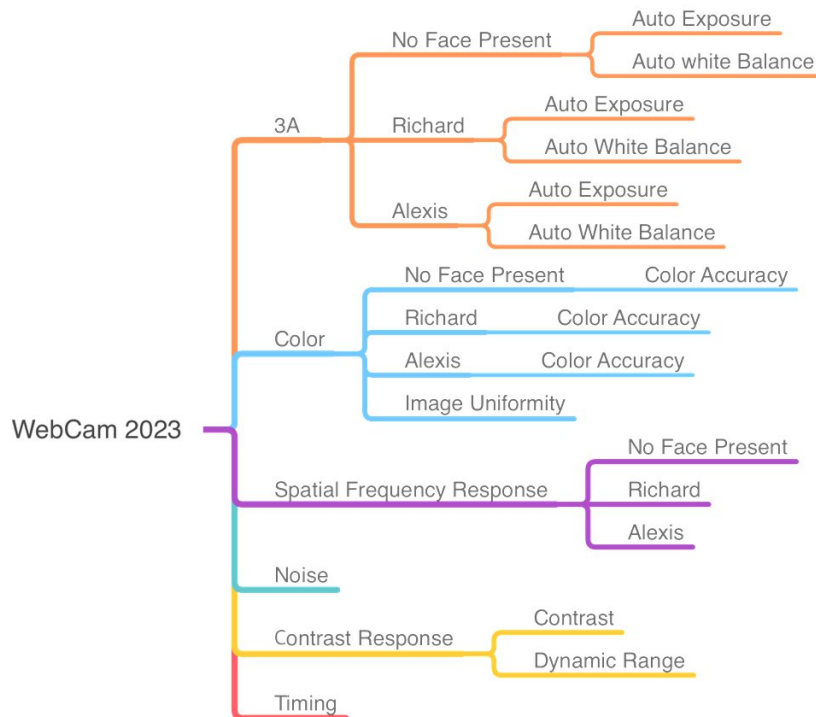 Auto Exposure
No Face Present
Auto white Balance
Auto Exposure
3A
Richard
Auto White Balance
Auto Exposure
Alexis
Auto White Balance
No Face Present
Color Accuracy
Richard
Color Accuracy
Color
Alexis
Color Accuracy
Image Uniformity
WebCam 2023
No Face Present
Spatial Frequency Response
Richard
Alexis
Noise
Contrast
Contrast Response
Dynamic Range
Timing